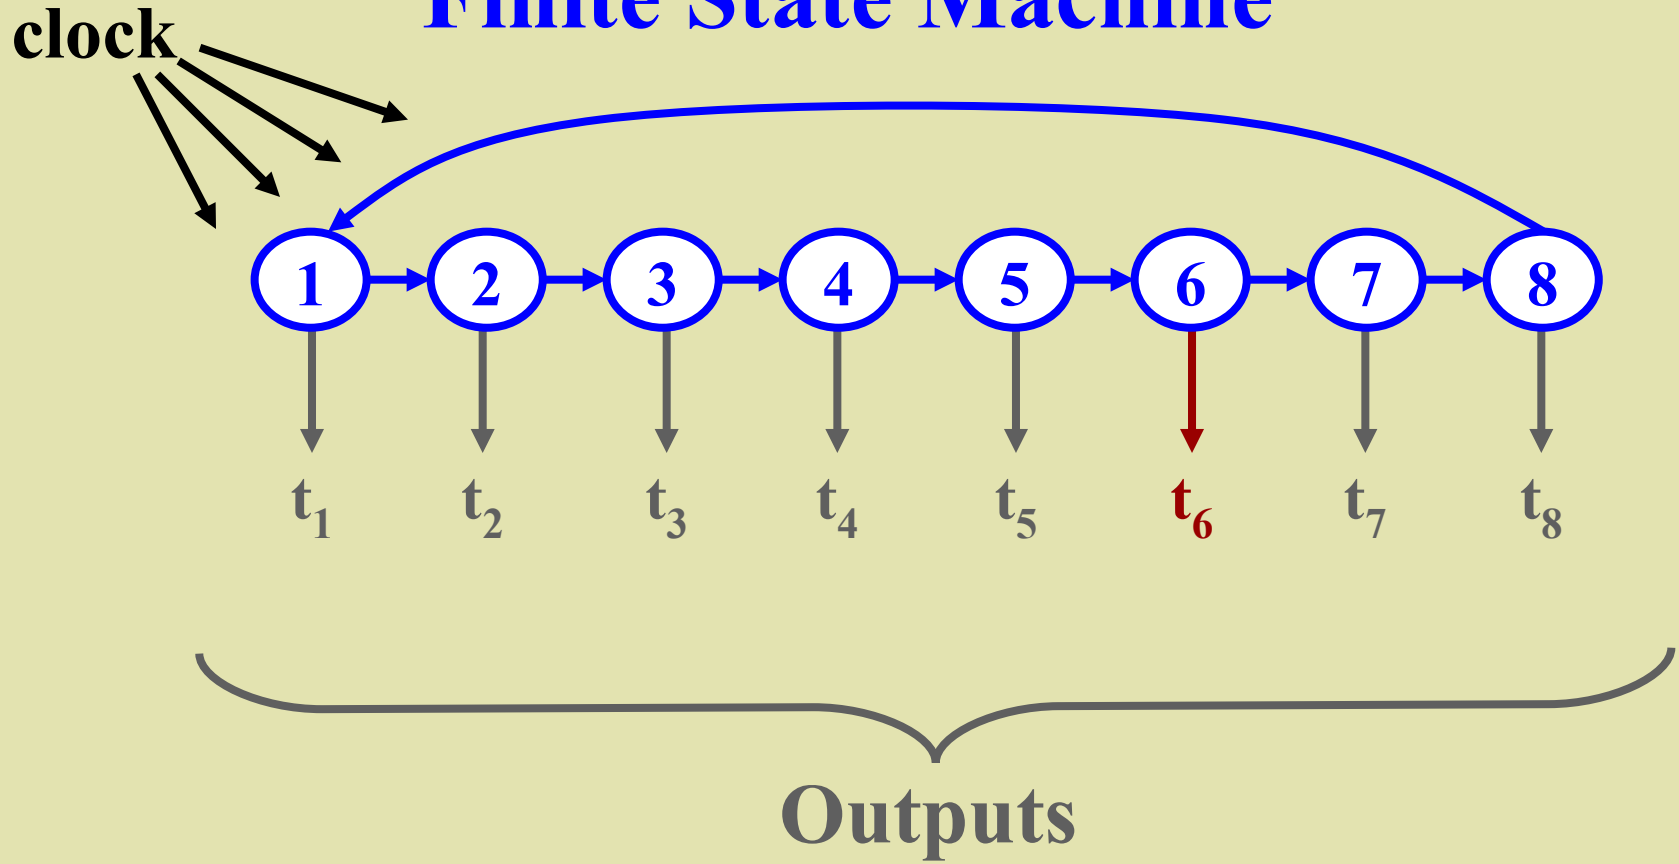 Finite State Machine
clock
1 2 3 4 5 6 7 8
t1 t2 t3 t4 t5 t6 t7 t8
Outputs